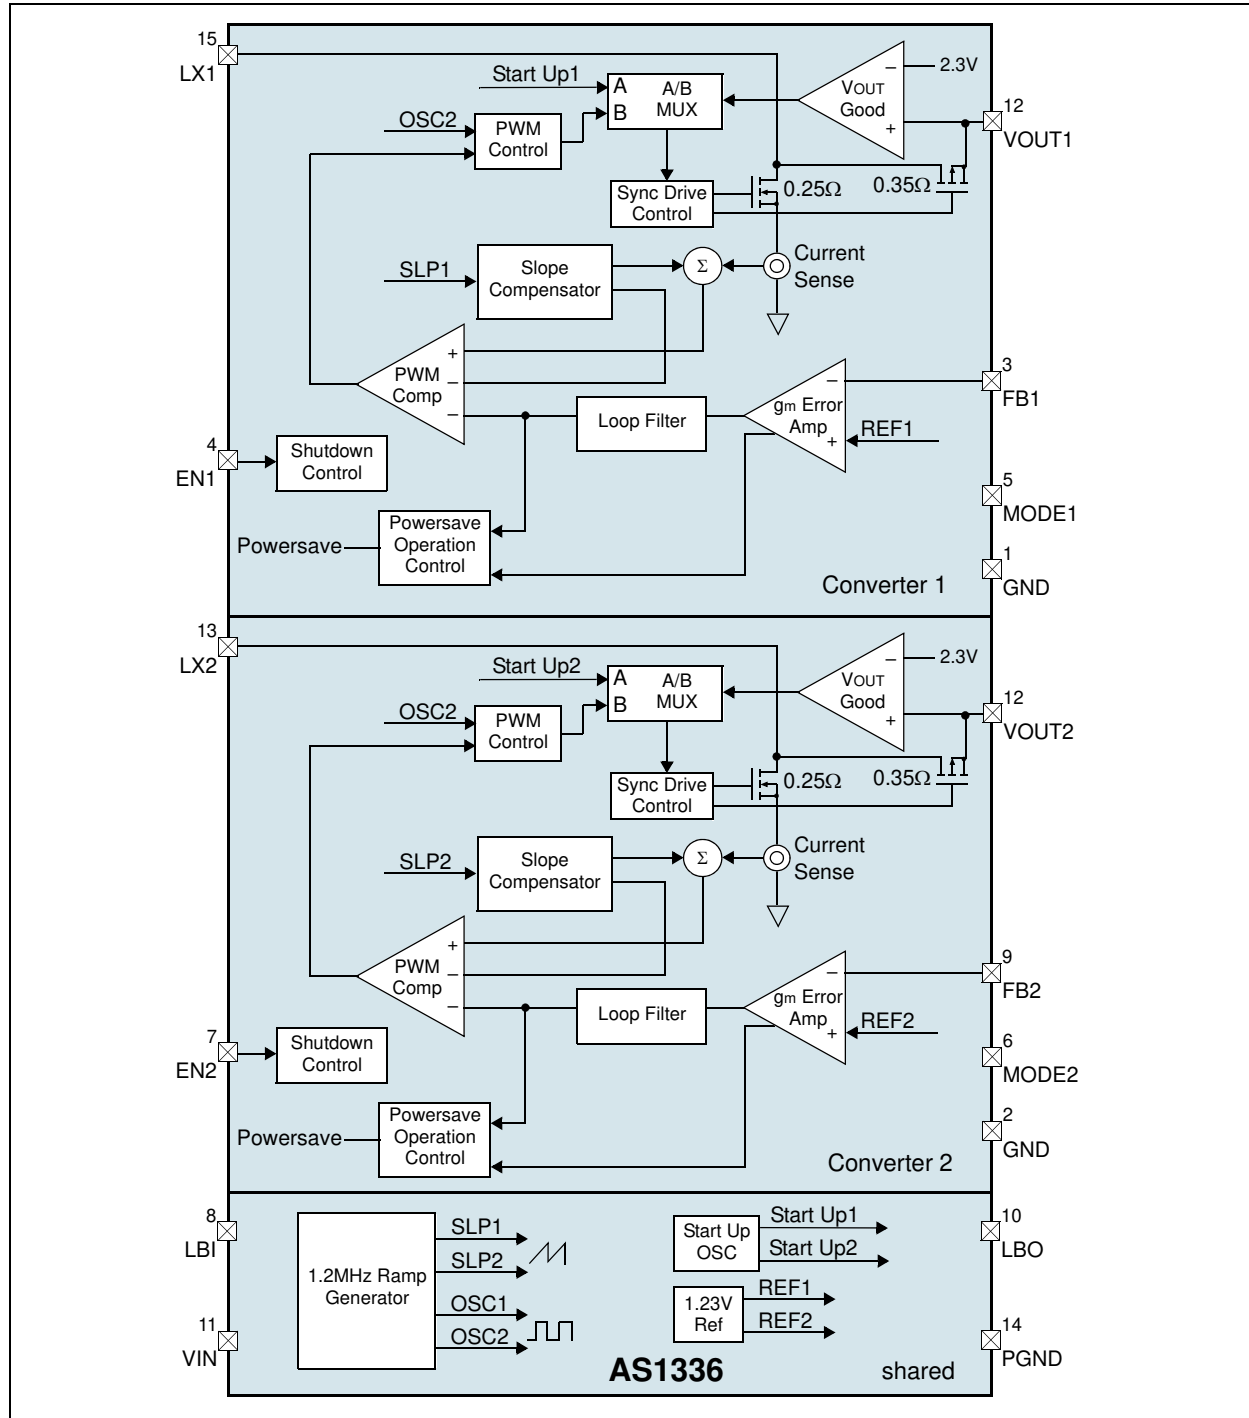 15
LX1
Start Up1
A
B
A/B
MUX
VOUT
Good
−
+
2.3V
12
VOUT1
OSC2
PWM
Control
Sync Drive
Control
0.25Ω
0.35Ω
SLP1
Slope
Compensator
Σ
Current
Sense
PWM
Comp
+
−
−
Loop Filter
gm Error
Amp
−
+
REF1
3
FB1
4
EN1
Shutdown
Control
5
MODE1
Powersave
Powersave
Operation
Control
1
GND
Converter 1
13
LX2
Start Up2
A
B
A/B
MUX
VOUT
Good
−
+
2.3V
12
VOUT2
OSC2
PWM
Control
Sync Drive
Control
0.25Ω
0.35Ω
SLP2
Slope
Compensator
Σ
Current
Sense
PWM
Comp
+
−
−
Loop Filter
gm Error
Amp
−
+
REF2
9
FB2
7
EN2
Shutdown
Control
6
MODE2
Powersave
Powersave
Operation
Control
2
GND
Converter 2
8
LBI
1.2MHz Ramp
Generator
SLP1
SLP2
OSC1
OSC2
Start Up
OSC
Start Up1
Start Up2
1.23V
Ref
REF1
REF2
10
LBO
11
VIN
14
PGND
AS1336
shared